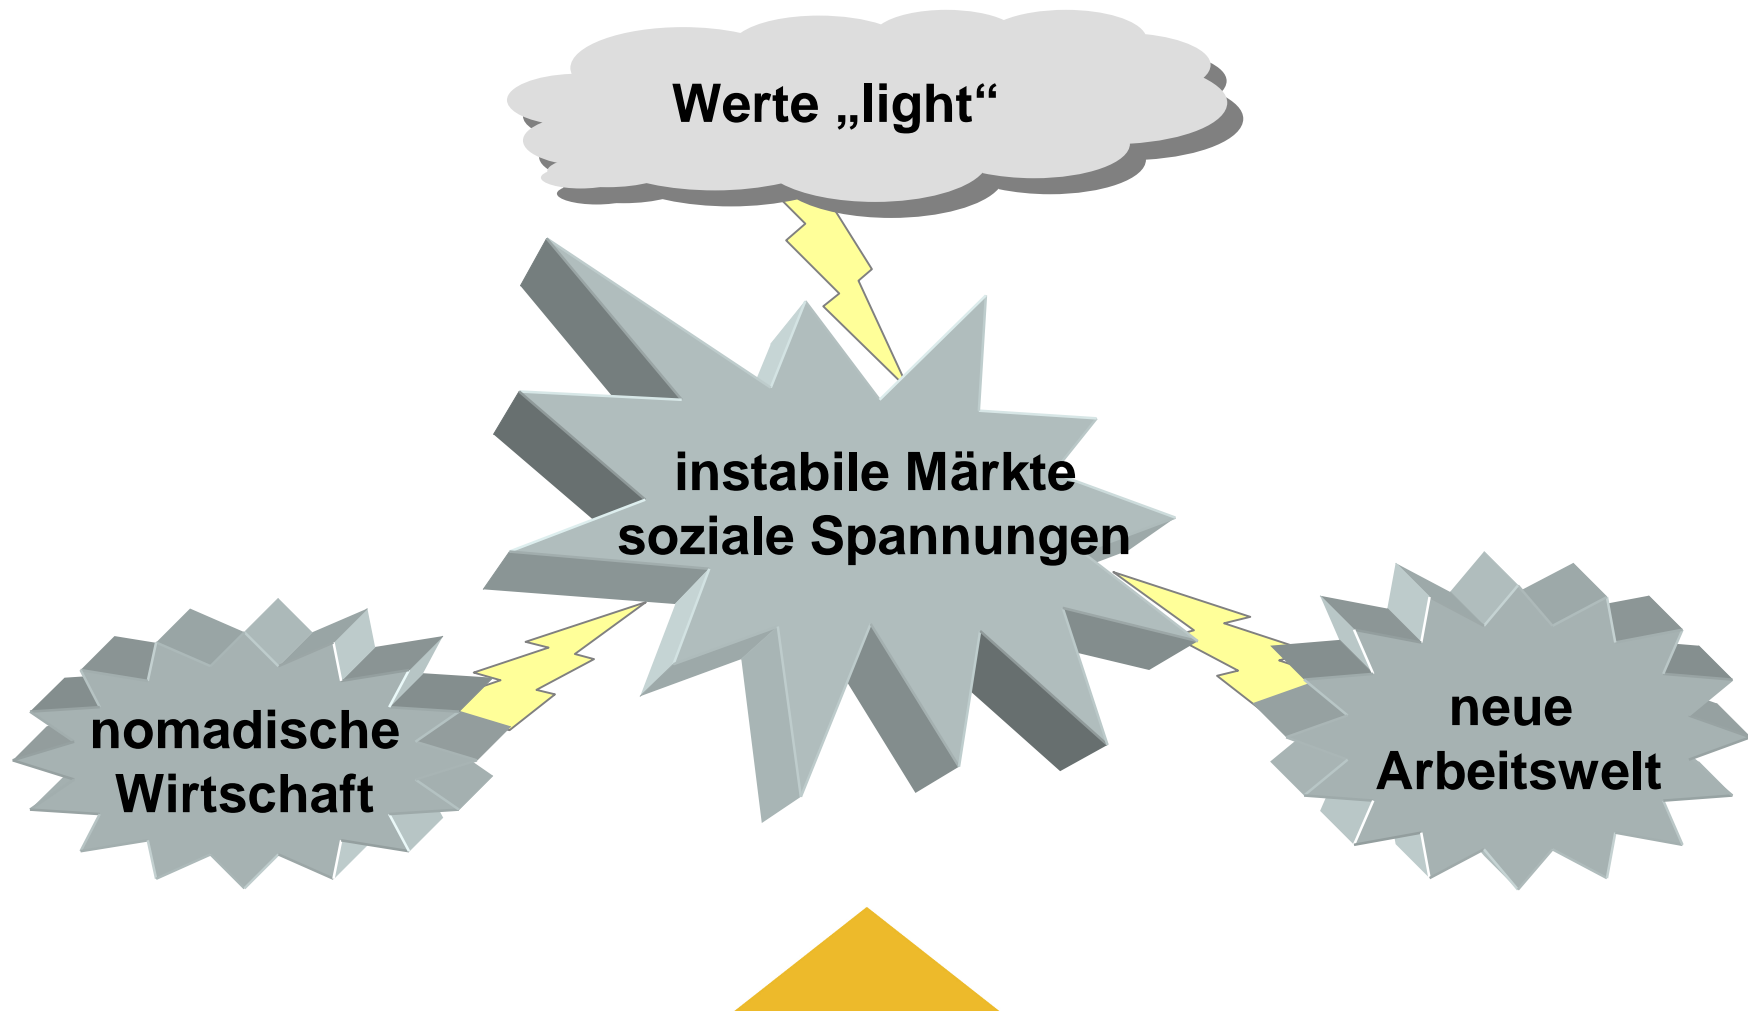 Werte „light“
instabile Märkte
soziale Spannungen
nomadische
Wirtschaft
neue
Arbeitswelt